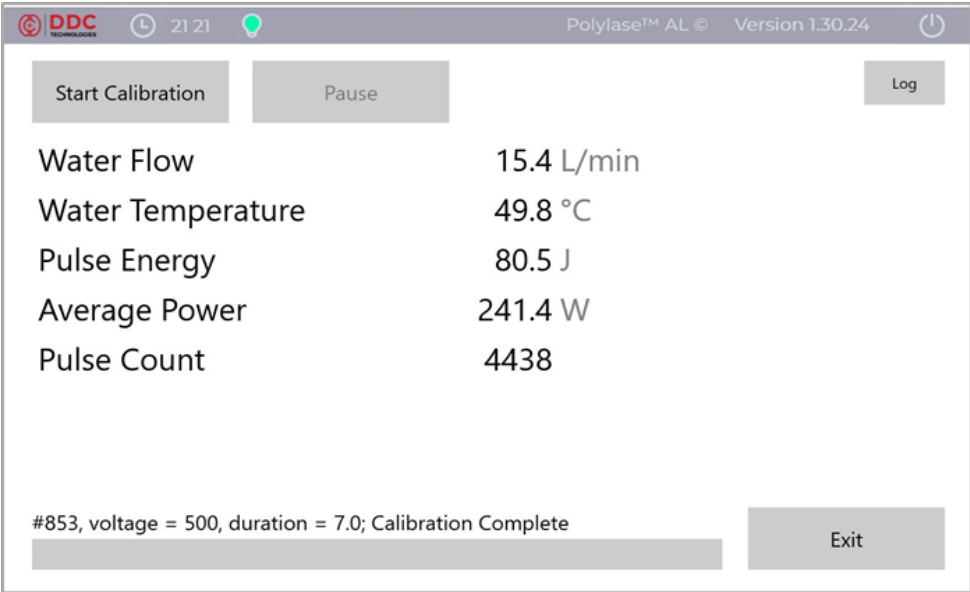 DDC TECHNOLOGIES 21 21 Polylase™ AL © Version 1.30.24
Start Calibration Pause Log
Water Flow 15.4 L/min
Water Temperature 49.8 °C
Pulse Energy 80.5 J
Average Power 241.4 W
Pulse Count 4438
#853, voltage = 500, duration = 7.0; Calibration Complete
Exit